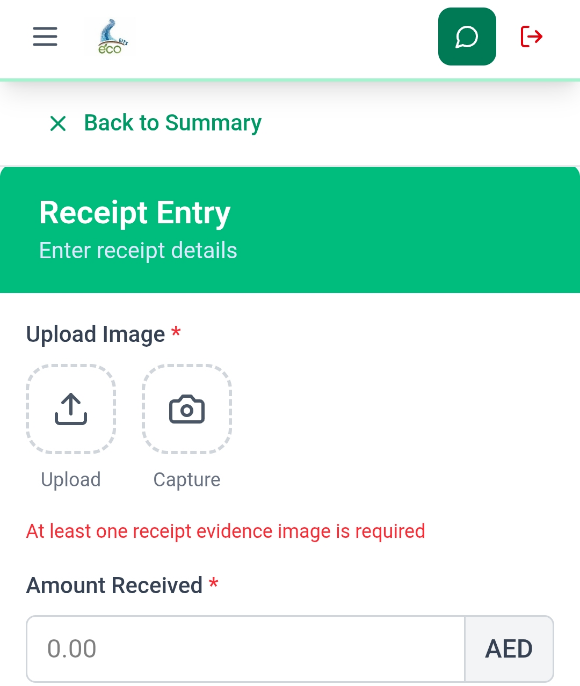 eco
Back to Summary
Receipt Entry
Enter receipt details
Upload Image *
Upload Capture
At least one receipt evidence image is required
Amount Received *
0.00 AED